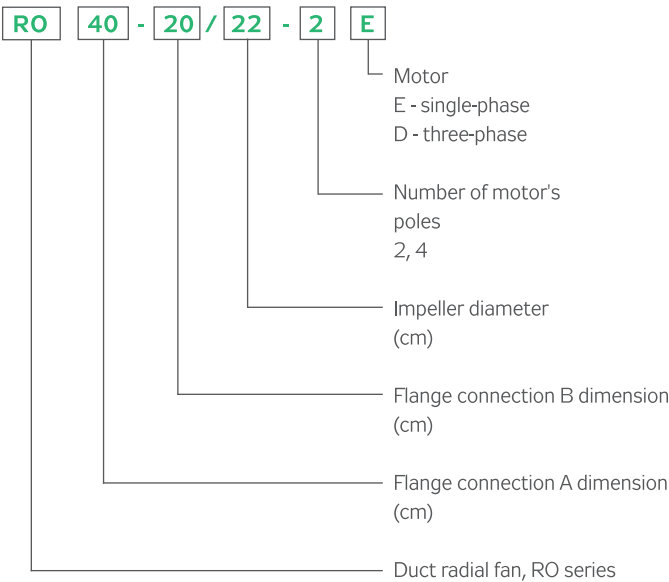 RO 40 - 20 / 22 - 2 E
Motor
E - single-phase
D - three-phase
Number of motor's
poles
2, 4
Impeller diameter
(cm)
Flange connection B dimension
(cm)
Flange connection A dimension
(cm)
Duct radial fan, RO series